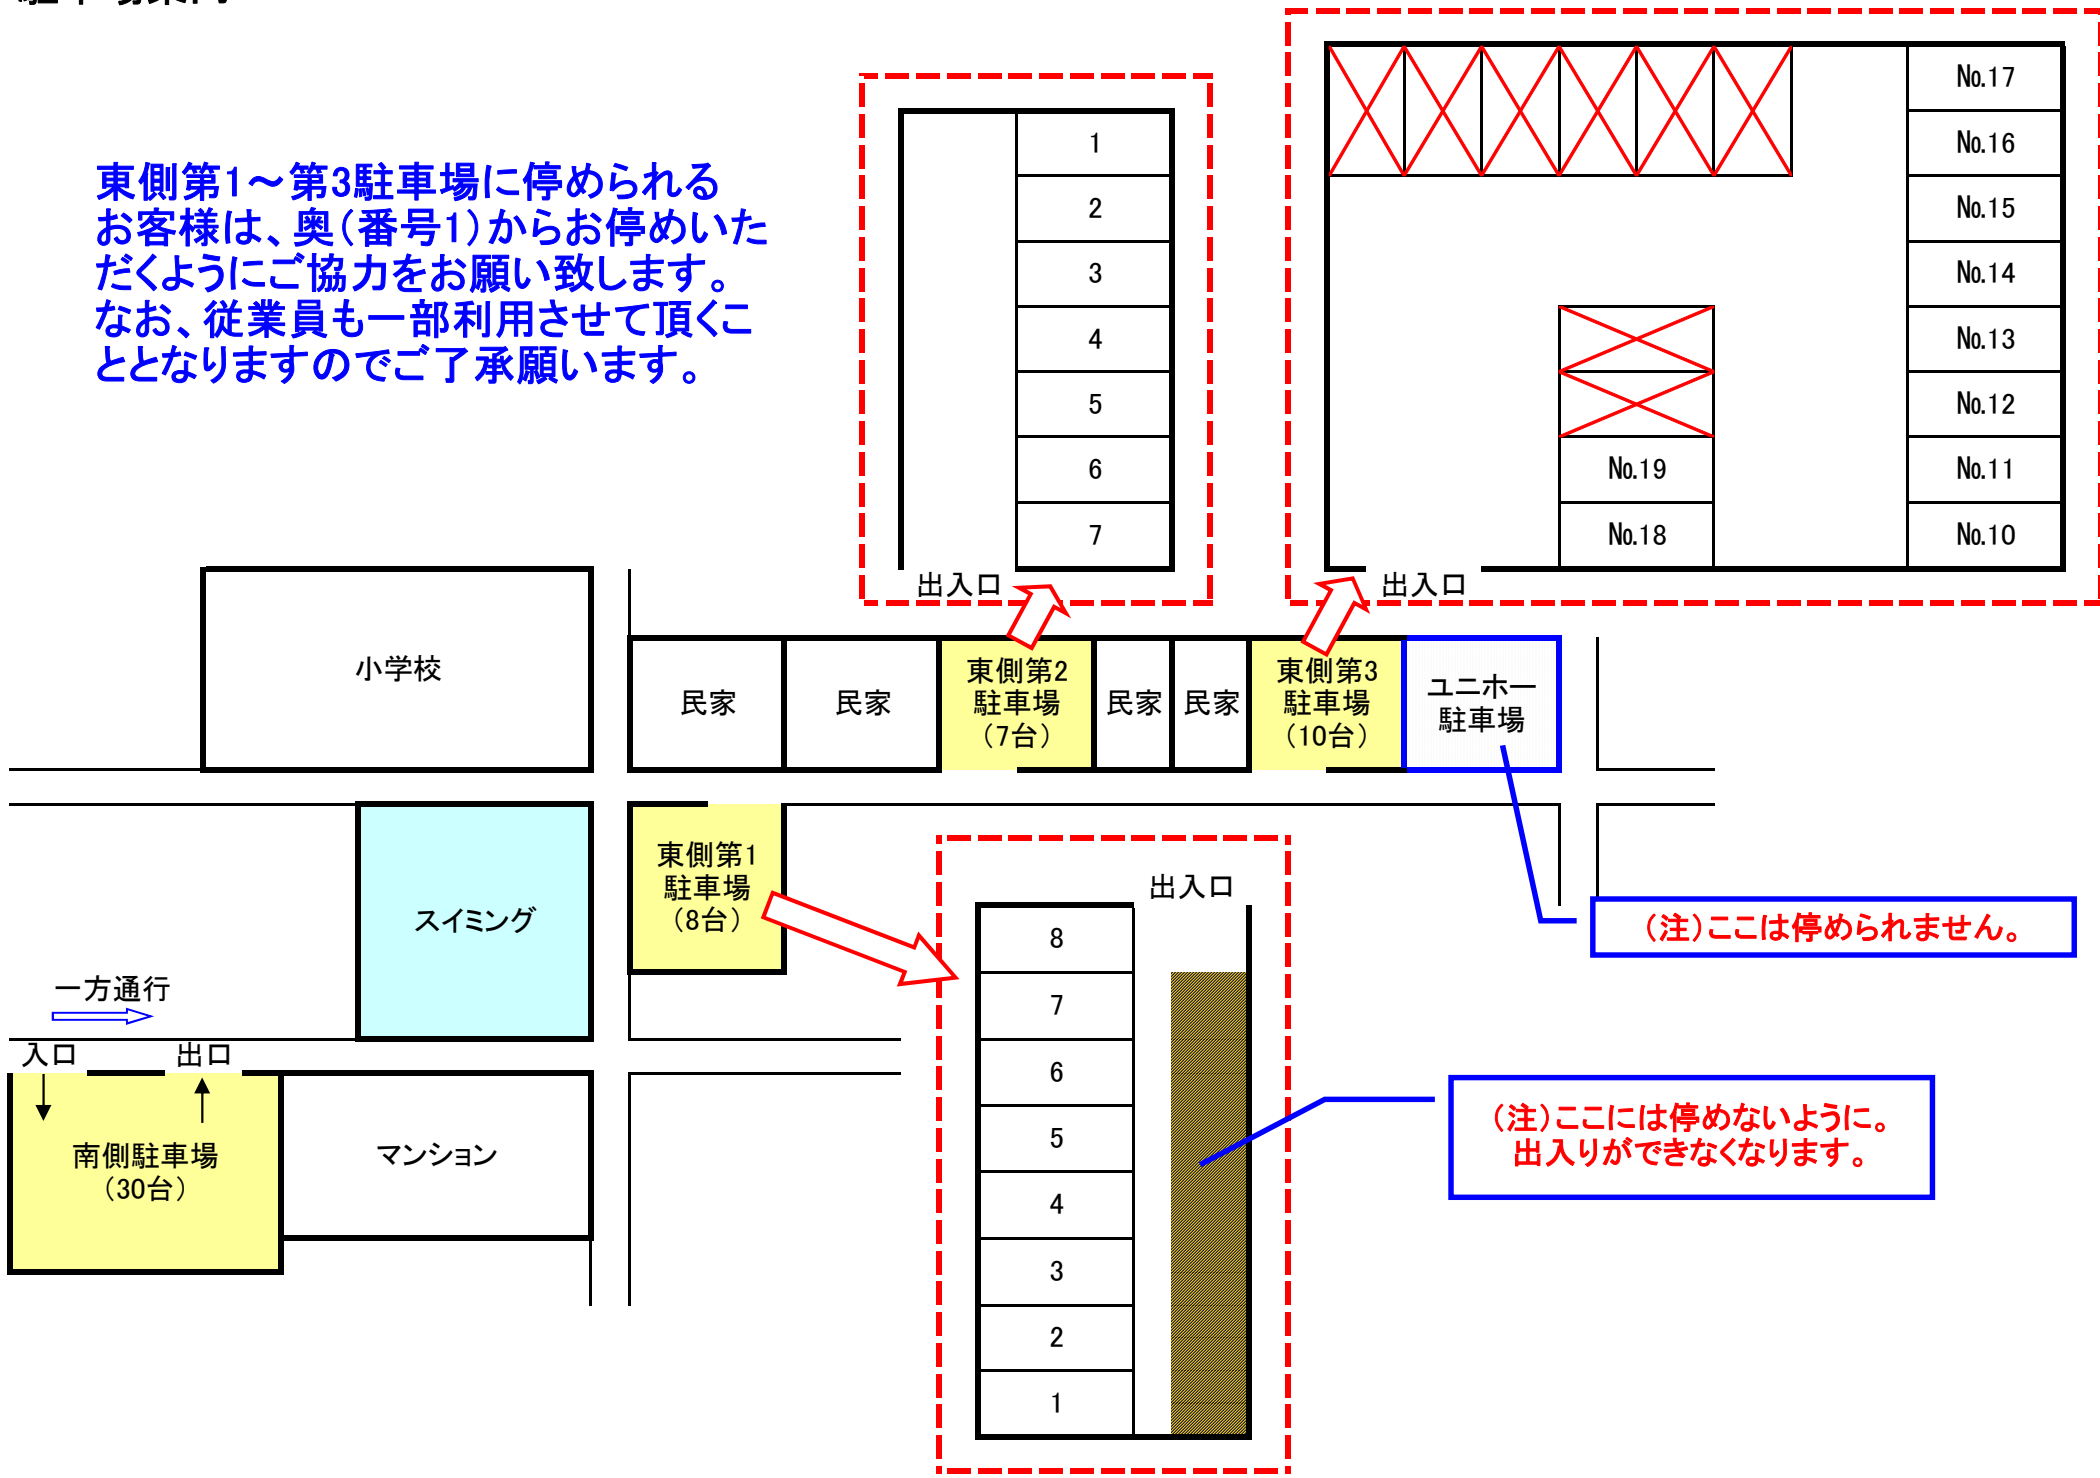 東側第1～第3駐車場に停められる
お客様は、奥（番号1）からお停めいた
だくようにご協力をお願い致します。
なお、従業員も一部利用させて頂くこ
ととなりますのでご了承願います。
1
2
3
4
5
6
7
出入口
No.17
No.16
No.15
No.14
No.13
No.12
No.11
No.10
No.19
No.18
出入口
小学校
民家
民家
東側第2
駐車場
（7台）
民家
民家
東側第3
駐車場
（10台）
ユニホー
駐車場
スイミング
東側第1
駐車場
（8台）
（注）ここは停められません。
出入口
8
7
6
5
4
3
2
1
（注）ここには停めないように。
出入りができなくなります。
一方通行
入口
出口
南側駐車場
（30台）
マンション